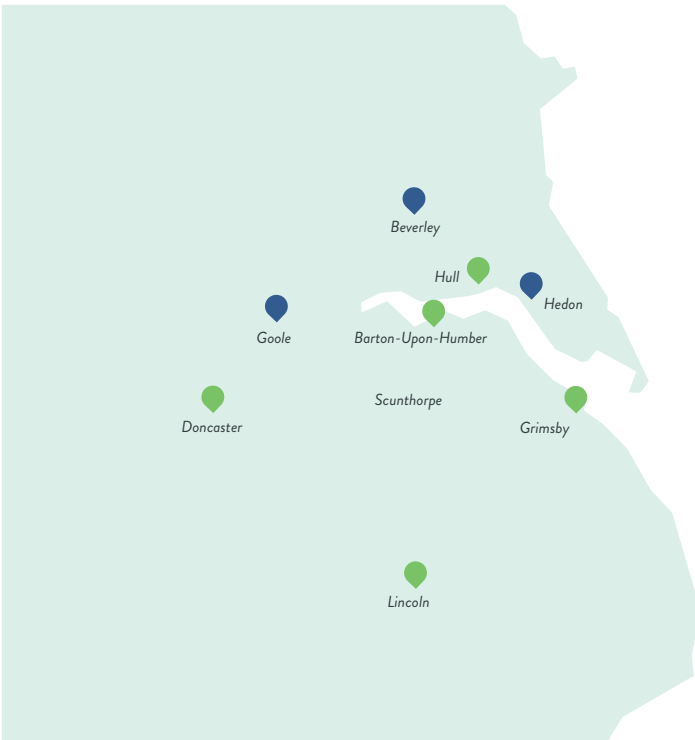 Beverley
Hull
Hedon
Goole
Barton-Upon-Humber
Scunthorpe
Doncaster
Grimsby
Lincoln